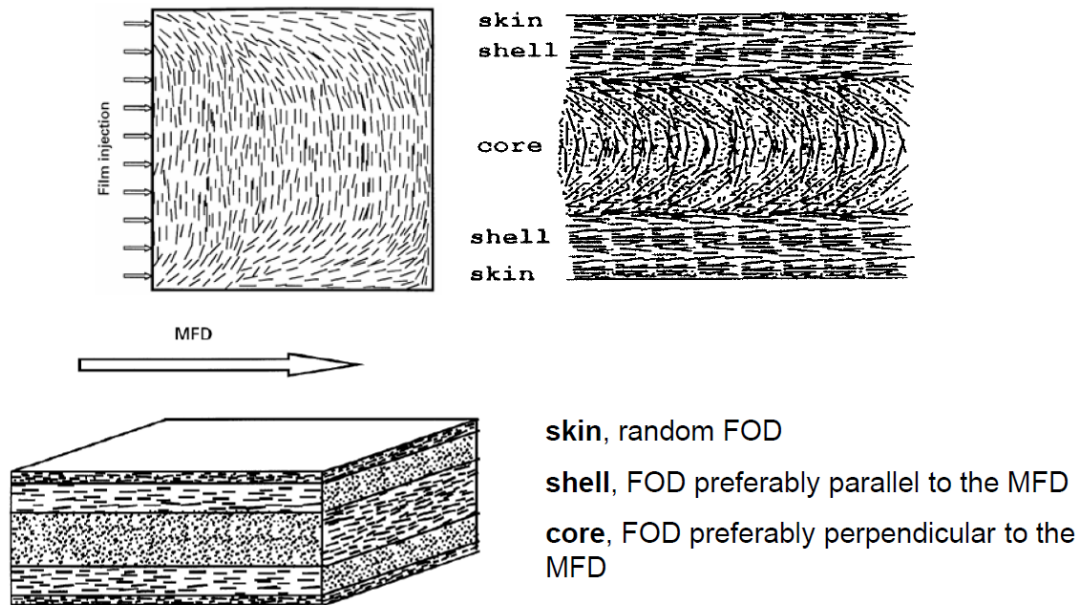 Film injection
skin
shell
core
shell
skin
MFD
skin, random FOD
shell, FOD preferably parallel to the MFD
core, FOD preferably perpendicular to the
MFD